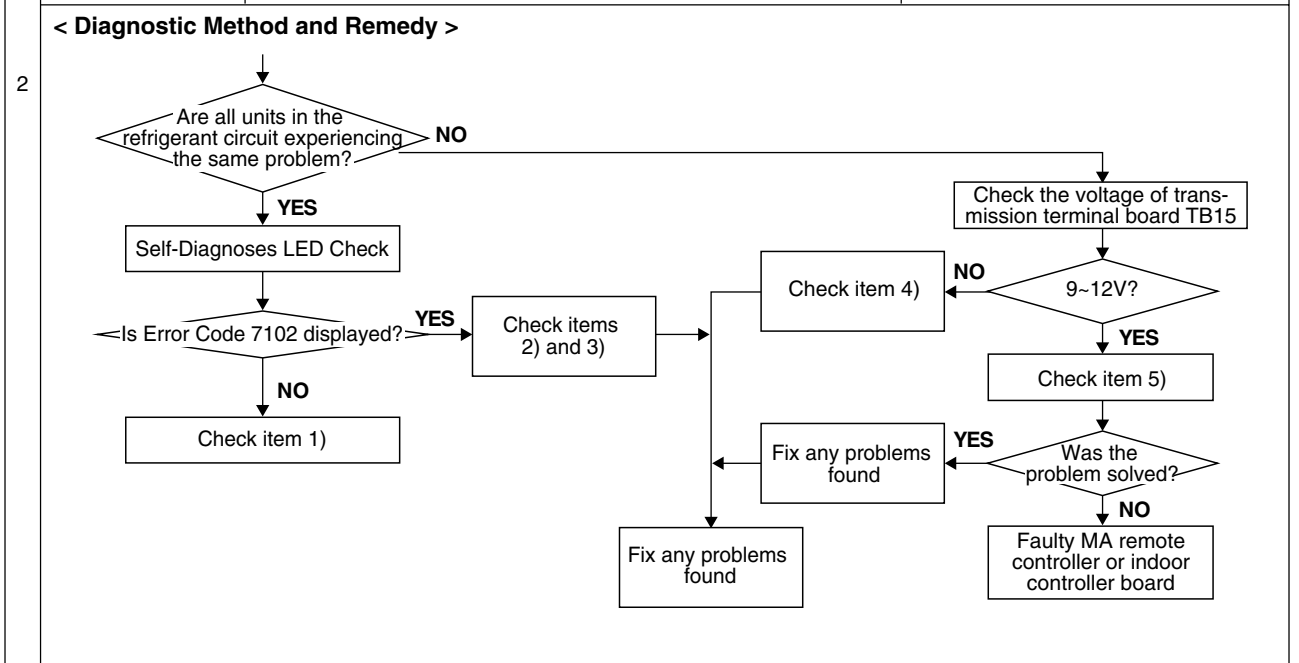 < Diagnostic Method and Remedy >
2
Are all units in the
refrigerant circuit experiencing
the same problem?
NO
YES
Self-Diagnoses LED Check
Is Error Code 7102 displayed?
YES
Check items
2) and 3)
NO
Check item 1)
Check the voltage of trans-
mission terminal board TB15
9~12V?
NO
Check item 4)
YES
Check item 5)
Was the
problem solved?
YES
Fix any problems
found
NO
Faulty MA remote
controller or indoor
controller board
Fix any problems
found